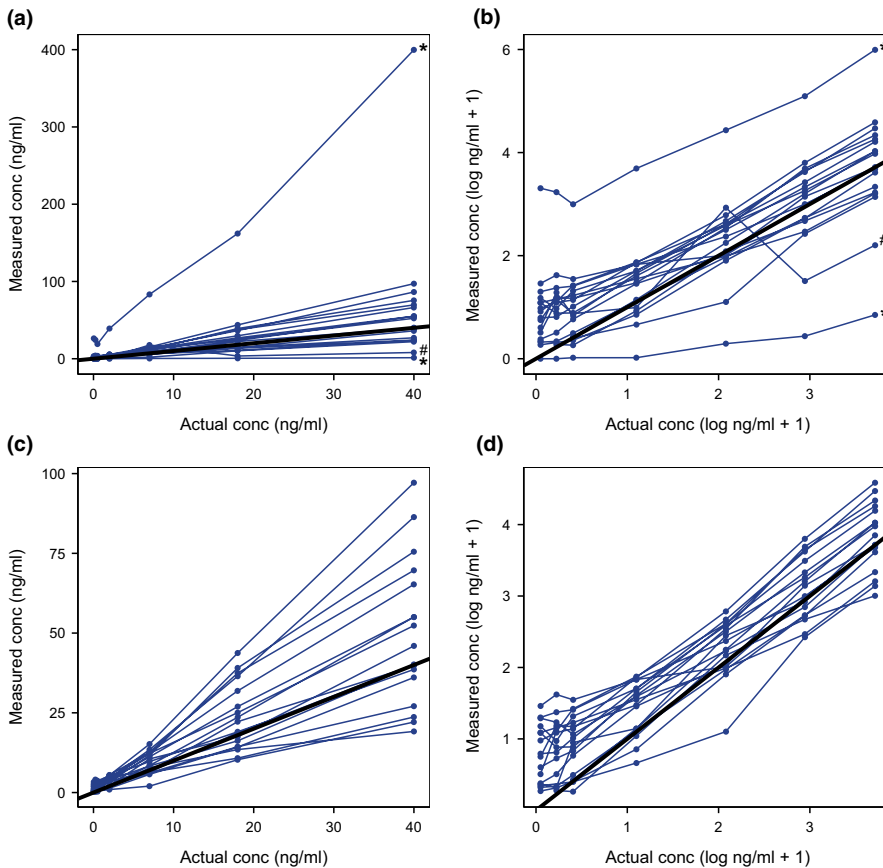 (a)
400
300
200
100
0
Measured conc (ng/ml)
*
#
*
0 10 20 30 40
Actual conc (ng/ml)
(b)
6
4
2
0
Measured conc (log ng/ml + 1)
*
#
*
0 1 2 3
Actual conc (log ng/ml + 1)
(c)
100
75
50
25
0
Measured conc (ng/ml)
0 10 20 30 40
Actual conc (ng/ml)
(d)
4
3
2
1
Measured conc (log ng/ml + 1)
0 1 2 3
Actual conc (log ng/ml + 1)